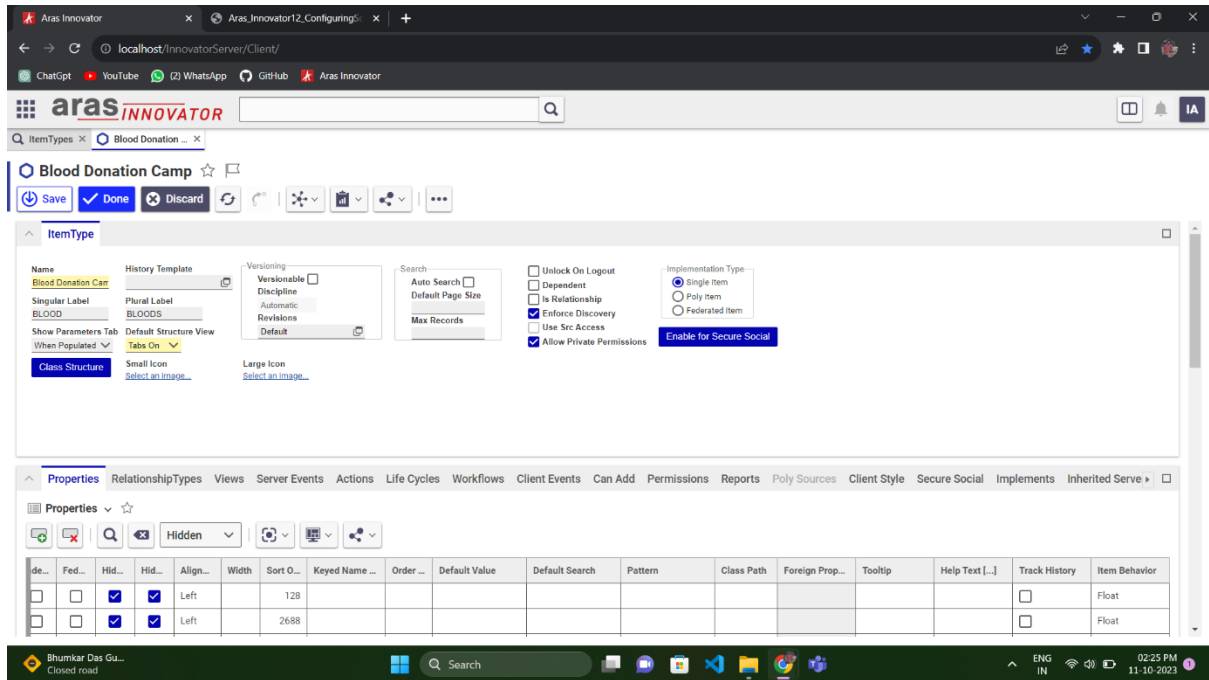 Aras Innovator
Aras_Innovator12_ConfiguringSo
localhost/InnovatorServer/Client/
ChatGpt YouTube (2) WhatsApp GitHub Aras Innovator
aras INNOVATOR IA
ItemTypes Blood Donation ...
Blood Donation Camp
Save Done Discard
ItemType
Name History Template Versioning Search Unlock On Logout Implementation Type
Blood Donation Cam Versionable Auto Search Dependent Single Item
Singular Label Plural Label Discipline Default Page Size Is Relationship Poly Item
BLOOD BLOODS Automatic Enforce Discovery Federated Item
Show Parameters Tab Default Structure View Revisions Max Records Use Src Access
When Populated Tabs On Default Allow Private Permissions Enable for Secure Social
Class Structure Small Icon Large Icon
Select an image... Select an image...
Properties RelationshipTypes Views Server Events Actions Life Cycles Workflows Client Events Can Add Permissions Reports Poly Sources Client Style Secure Social Implements Inherited Serve
Properties
Hidden
de... Fed... Hid... Hid... Align... Width Sort O... Keyed Name ... Order ... Default Value Default Search Pattern Class Path Foreign Prop... Tooltip Help Text [...] Track History Item Behavior
Left 128 Float
Left 2688 Float
Bhumkar Das Gu... Search ENG 02:25 PM
Closed road IN 11-10-2023 1